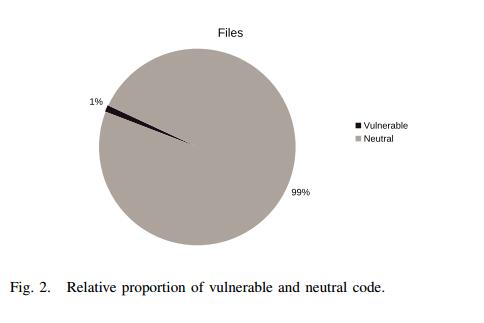 Files
1%
Vulnerable
Neutral
99%
Fig. 2. Relative proportion of vulnerable and neutral code.